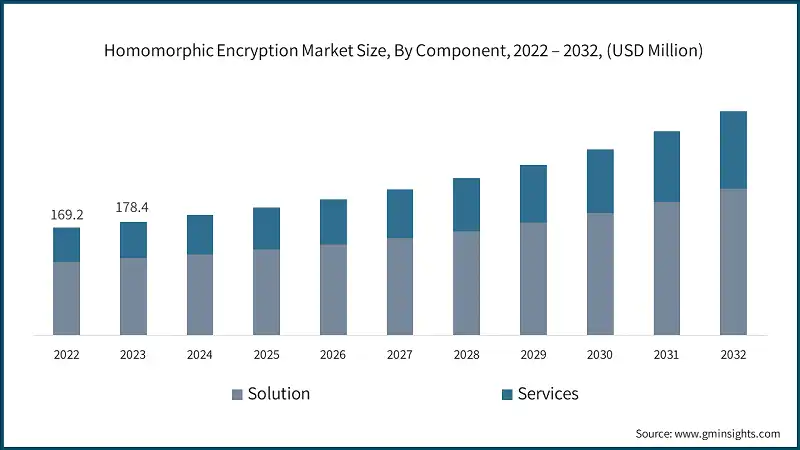 Homomorphic Encryption Market Size, By Component, 2022 – 2032, (USD Million)
169.2
178.4
2022 2023 2024 2025 2026 2027 2028 2029 2030 2031 2032
Solution Services
Source: www.gminsights.com